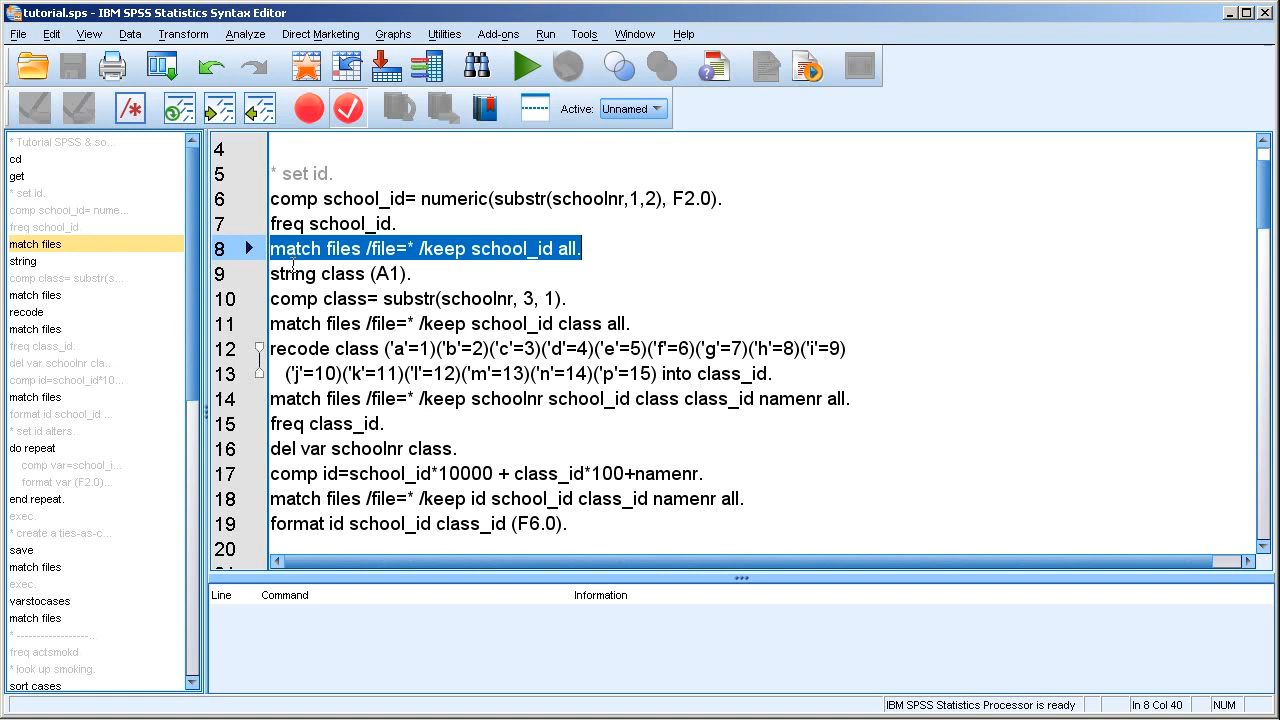 tutorial.sps - IBM SPSS Statistics Syntax Editor
File Edit View Data Transform Analyze Direct Marketing Graphs Utilities Add-ons Run Tools Window Help
Active: Unnamed
* Tutorial SPSS & so...
cd
get
* set id.
comp school_id= nume...
freq school_id
match files
string
comp class= substr(s...
match files
recode
match files
freq class_id.
del var schoolnr cla...
comp id=school_id*10...
match files
format id school_id ...
* set id alters.
do repeat
comp var=school_i...
format var (F2.0)...
end repeat.
exec.
* create a ties-as-c...
save
match files
exec.
varstocases
match files
* -------------------...
freq actsmokd
* look up smoking.
sort cases
4
5 * set id.
6 comp school_id= numeric(substr(schoolnr,1,2), F2.0).
7 freq school_id.
8 match files /file=* /keep school_id all.
9 string class (A1).
10 comp class= substr(schoolnr, 3, 1).
11 match files /file=* /keep school_id class all.
12 recode class ('a'=1)('b'=2)('c'=3)('d'=4)('e'=5)('f'=6)('g'=7)('h'=8)('i'=9)
13 ('j'=10)('k'=11)('l'=12)('m'=13)('n'=14)('p'=15) into class_id.
14 match files /file=* /keep schoolnr school_id class class_id namenr all.
15 freq class_id.
16 del var schoolnr class.
17 comp id=school_id*10000 + class_id*100+namenr.
18 match files /file=* /keep id school_id class_id namenr all.
19 format id school_id class_id (F6.0).
20
Line Command Information
IBM SPSS Statistics Processor is ready In 8 Col 40 NUM